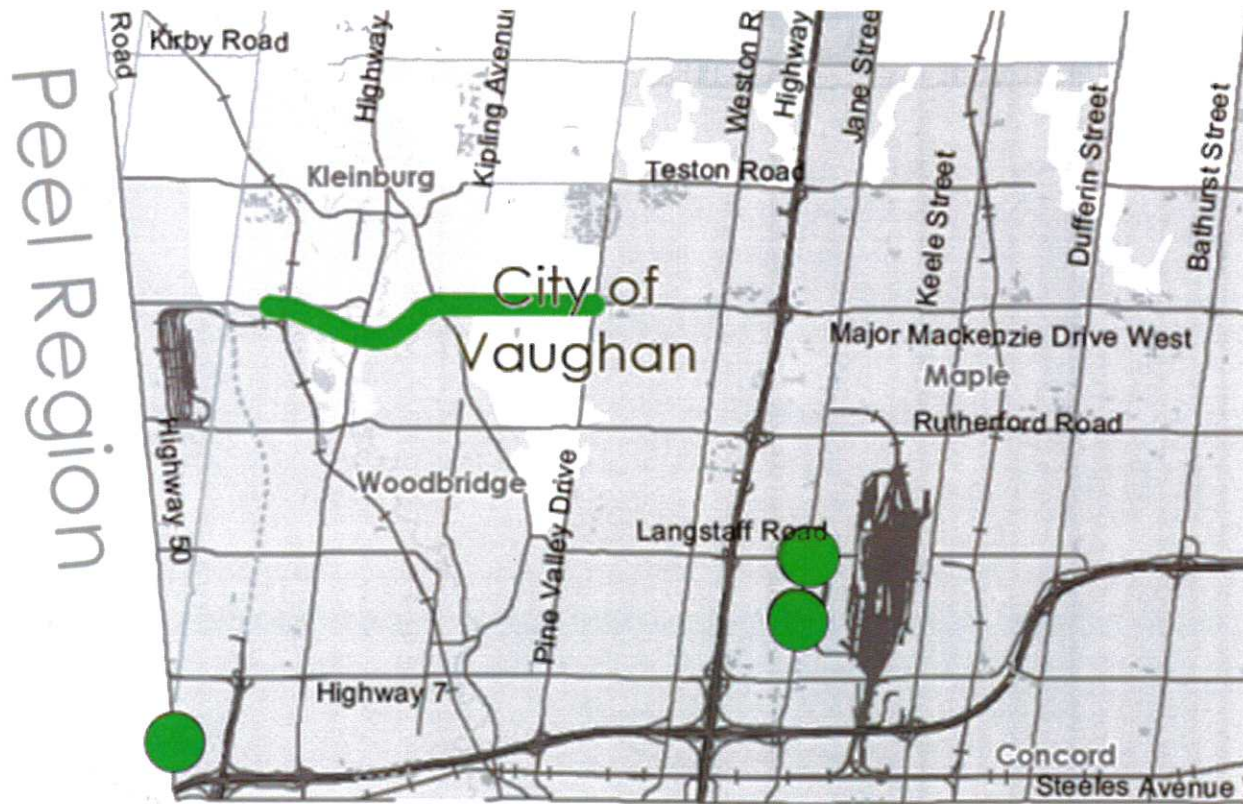 Road
Kirby Road
Highway
Kipling Avenue
Weston R
Highway
Jane Stree
Keele Street
Dufferin Street
Bathurst Street
Peel Region
Kleinburg
Teston Road
City of
Vaughan
Major Mackenzie Drive West
Maple
Rutherford Road
Highway 50
Woodbridge
Pine Valley Drive
Langstaff Road
Highway 7
Concord
Steeles Avenue